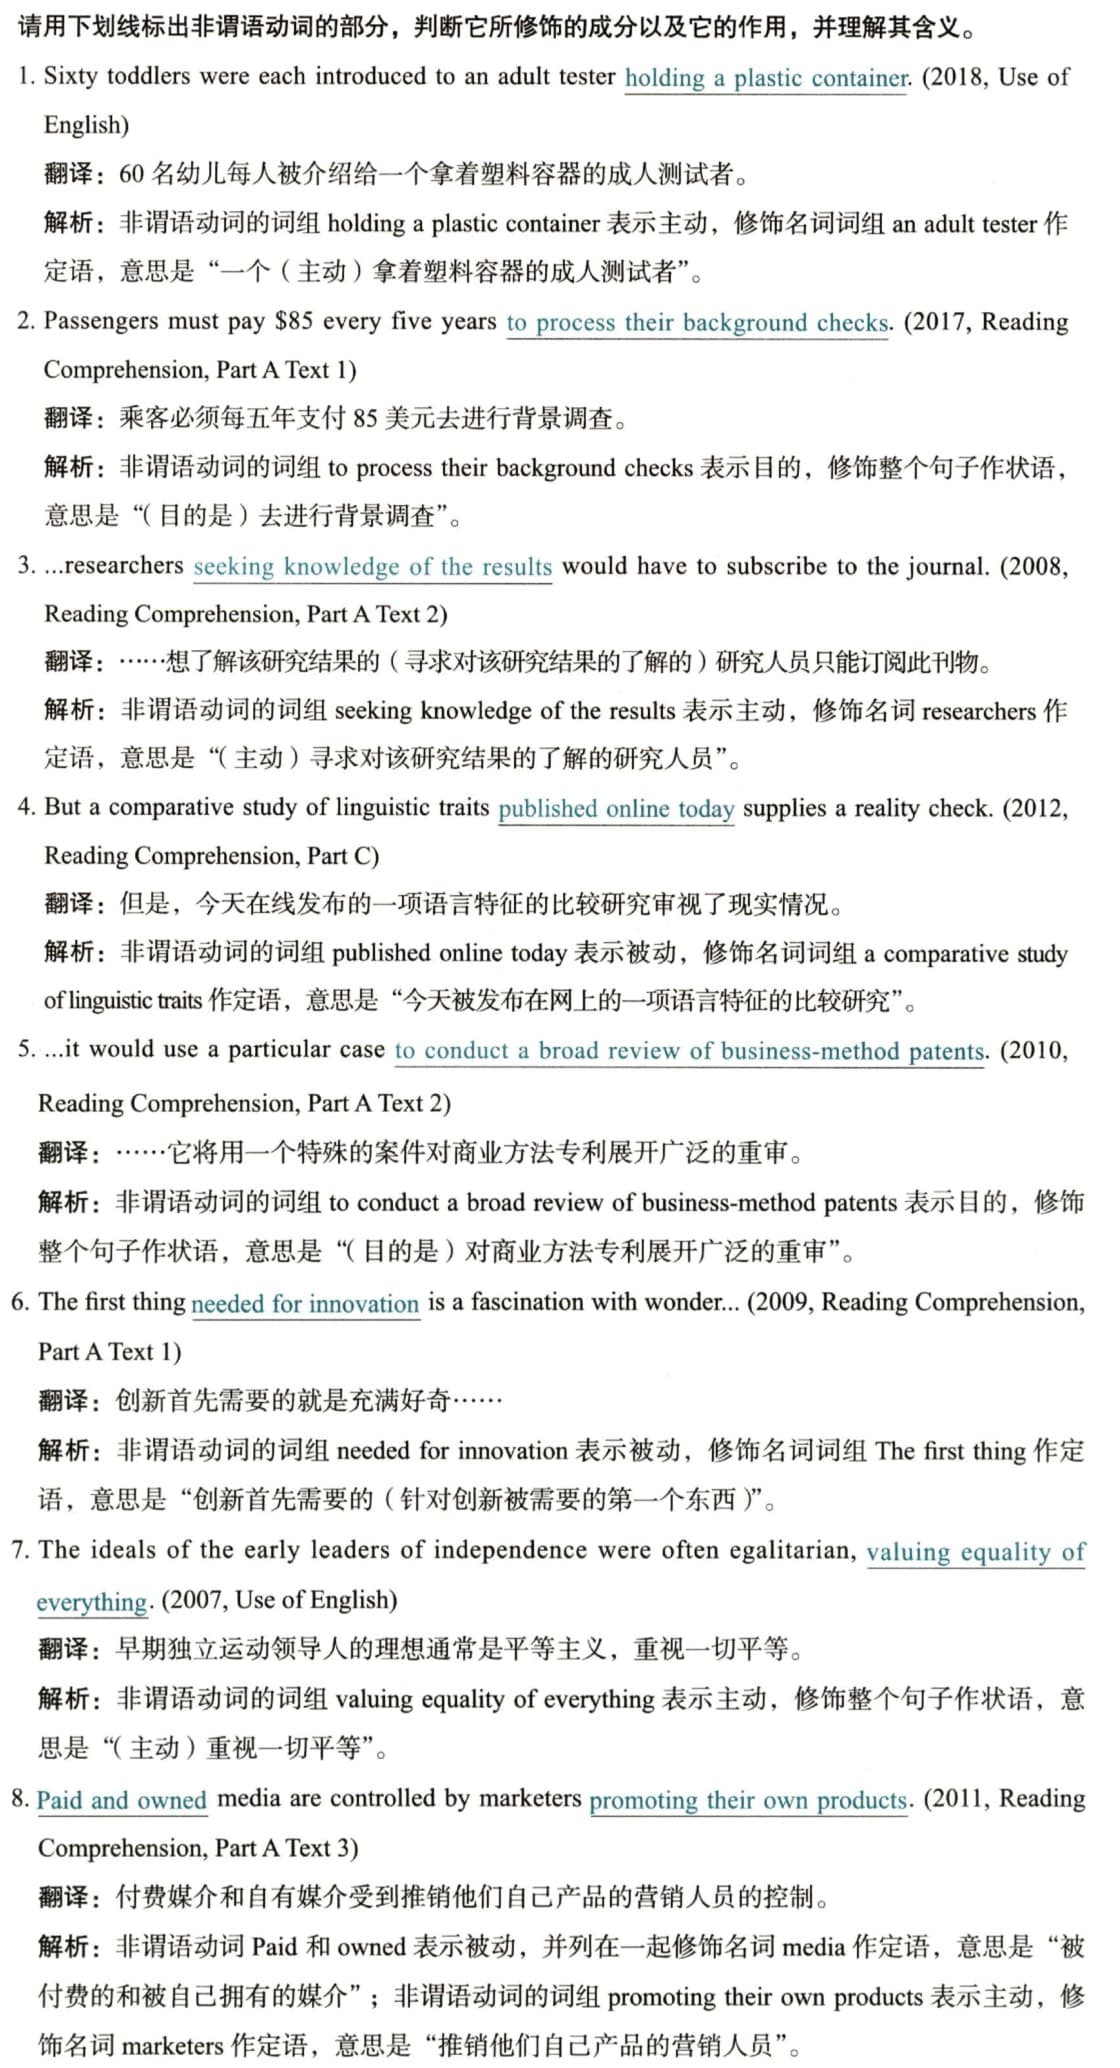 请用下划线标出非谓语动词的部分，判断它所修饰的成分以及它的作用，并理解其含义。
1. Sixty toddlers were each introduced to an adult tester holding a plastic container. (2018, Use of
English)
翻译：60 名幼儿每人被介绍给一个拿着塑料容器的成人测试者。
解析：非谓语动词的词组 holding a plastic container 表示主动，修饰名词词组 an adult tester 作
定语，意思是“一个（主动）拿着塑料容器的成人测试者”。
2. Passengers must pay $85 every five years to process their background checks. (2017, Reading
Comprehension, Part A Text 1)
翻译：乘客必须每五年支付 85 美元去进行背景调查。
解析：非谓语动词的词组 to process their background checks 表示目的，修饰整个句子作状语，
意思是“（目的是）去进行背景调查”。
3. ...researchers seeking knowledge of the results would have to subscribe to the journal. (2008,
Reading Comprehension, Part A Text 2)
翻译：……想了解该研究结果的（寻求对该研究结果的了解的）研究人员只能订阅此刊物。
解析：非谓语动词的词组 seeking knowledge of the results 表示主动，修饰名词 researchers 作
定语，意思是“（主动）寻求对该研究结果的了解的研究人员”。
4. But a comparative study of linguistic traits published online today supplies a reality check. (2012,
Reading Comprehension, Part C)
翻译：但是，今天在线发布的一项语言特征的比较研究审视了现实情况。
解析：非谓语动词的词组 published online today 表示被动，修饰名词词组 a comparative study
of linguistic traits 作定语，意思是“今天被发布在网上的一项语言特征的比较研究”。
5. ...it would use a particular case to conduct a broad review of business-method patents. (2010,
Reading Comprehension, Part A Text 2)
翻译：……它将用一个特殊的案件对商业方法专利展开广泛的重审。
解析：非谓语动词的词组 to conduct a broad review of business-method patents 表示目的，修饰
整个句子作状语，意思是“（目的是）对商业方法专利展开广泛的重审”。
6. The first thing needed for innovation is a fascination with wonder... (2009, Reading Comprehension,
Part A Text 1)
翻译：创新首先需要的就是充满好奇……
解析：非谓语动词的词组 needed for innovation 表示被动，修饰名词词组 The first thing 作定
语，意思是“创新首先需要的（针对创新被需要的第一个东西）”。
7. The ideals of the early leaders of independence were often egalitarian, valuing equality of
everything. (2007, Use of English)
翻译：早期独立运动领导人的理想通常是平等主义，重视一切平等。
解析：非谓语动词的词组 valuing equality of everything 表示主动，修饰整个句子作状语，意
思是“（主动）重视一切平等”。
8. Paid and owned media are controlled by marketers promoting their own products. (2011, Reading
Comprehension, Part A Text 3)
翻译：付费媒介和自有媒介受到推销他们自己产品的营销人员的控制。
解析：非谓语动词 Paid 和 owned 表示被动，并列在一起修饰名词 media 作定语，意思是“被
付费的和被自己拥有的媒介”；非谓语动词的词组 promoting their own products 表示主动，修
饰名词 marketers 作定语，意思是“推销他们自己产品的营销人员”。